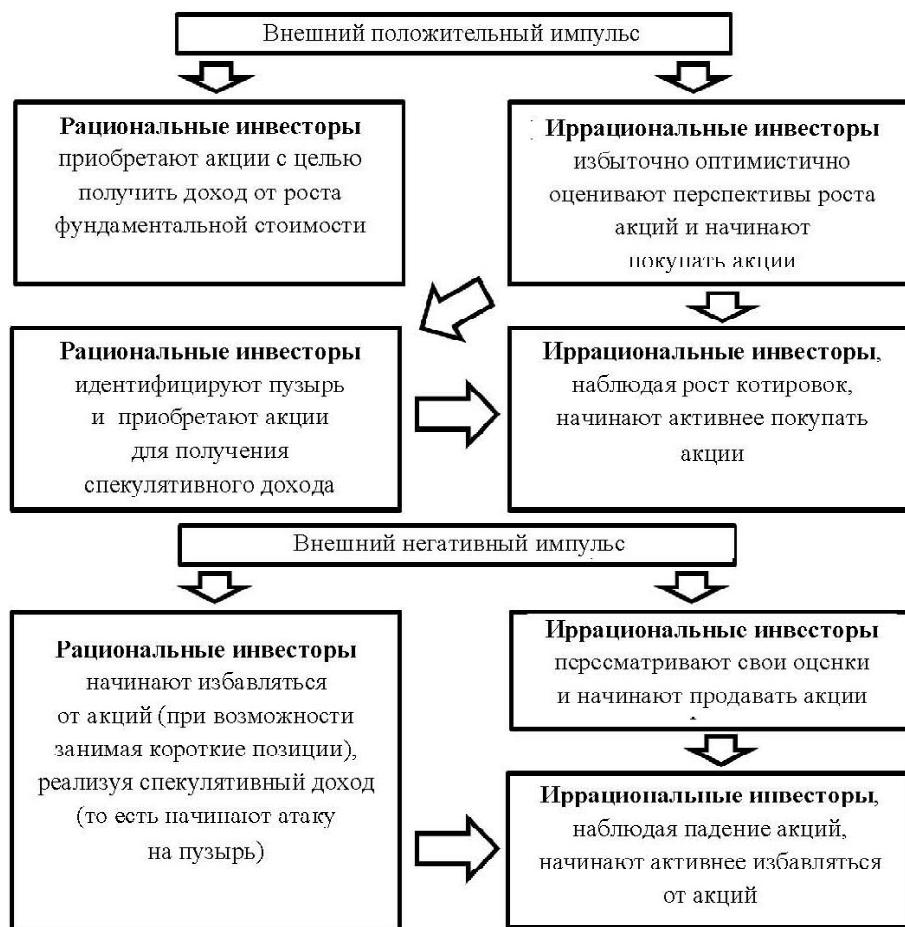 Внешний положительный импульс
Рациональные инвесторы
приобретают акции с целью
получить доход от роста
фундаментальной стоимости
Иррациональные инвесторы
избыточно оптимистично
оценивают перспективы роста
акций и начинают
покупать акции
Рациональные инвесторы
идентифицируют пузырь
и приобретают акции
для получения
спекулятивного дохода
Иррациональные инвесторы,
наблюдая рост котировок,
начинают активнее покупать
акции
Внешний негативный импульс
Рациональные инвесторы
начинают избавляться
от акций (при возможности
занимая короткие позиции),
реализуя спекулятивный доход
(то есть начинают атаку
на пузырь)
Иррациональные инвесторы
пересматривают свои оценки
и начинают продавать акции
Иррациональные инвесторы,
наблюдая падение акций,
начинают активнее избавляться
от акций